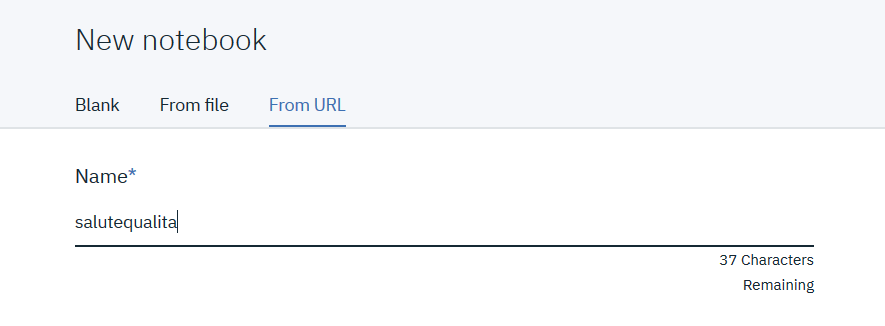 New notebook
Blank From file From URL
Name*
salutequalita
37 Characters
Remaining